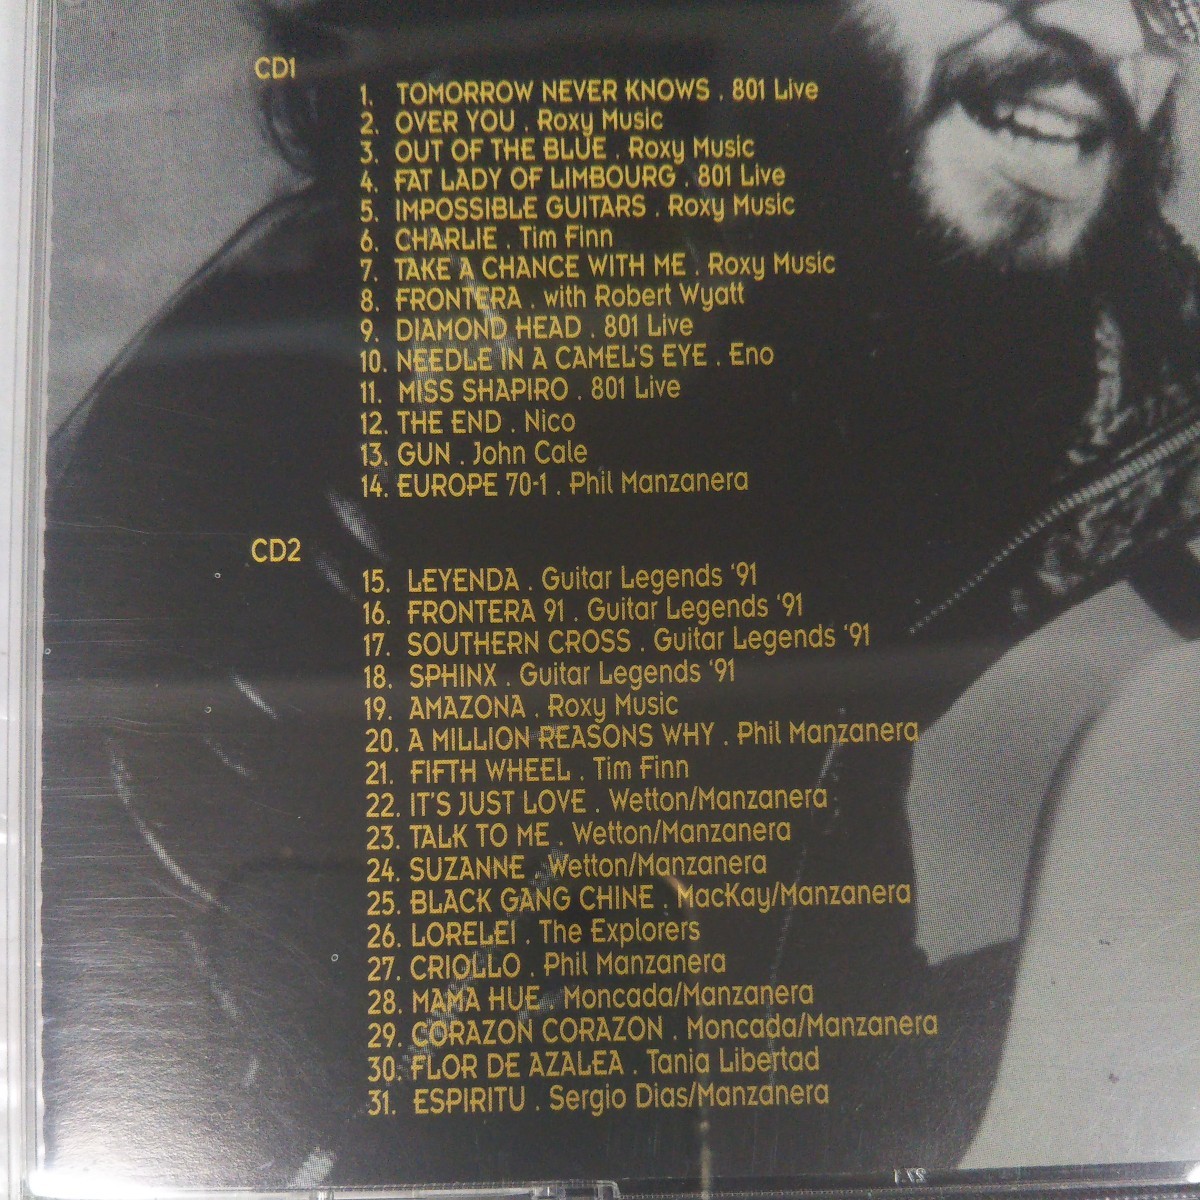 CD1
1. TOMORROW NEVER KNOWS . 801 Live
2. OVER YOU . Roxy Music
3. OUT OF THE BLUE . Roxy Music
4. FAT LADY OF LIMBOURG . 801 Live
5. IMPOSSIBLE GUITARS . Roxy Music
6. CHARLIE . Tim Finn
7. TAKE A CHANCE WITH ME . Roxy Music
8. FRONTERA . with Robert Wyatt
9. DIAMOND HEAD . 801 Live
10. NEEDLE IN A CAMEL'S EYE . Eno
11. MISS SHAPIRO . 801 Live
12. THE END . Nico
13. GUN . John Cale
14. EUROPE 70-1 . Phil Manzanera
CD2
15. LEYENDA . Guitar Legends '91
16. FRONTERA 91 . Guitar Legends '91
17. SOUTHERN CROSS . Guitar Legends '91
18. SPHINX . Guitar Legends '91
19. AMAZONA . Roxy Music
20. A MILLION REASONS WHY . Phil Manzanera
21. FIFTH WHEEL . Tim Finn
22. IT'S JUST LOVE . Wetton/Manzanera
23. TALK TO ME . Wetton/Manzanera
24. SUZANNE . Wetton/Manzanera
25. BLACK GANG CHINE . MacKay/Manzanera
26. LORELEI . The Explorers
27. CRIOLLO . Phil Manzanera
28. MAMA HUE . Moncada/Manzanera
29. CORAZON CORAZON . Moncada/Manzanera
30. FLOR DE AZALEA . Tania Libertad
31. ESPIRITU . Sergio Dias/Manzanera